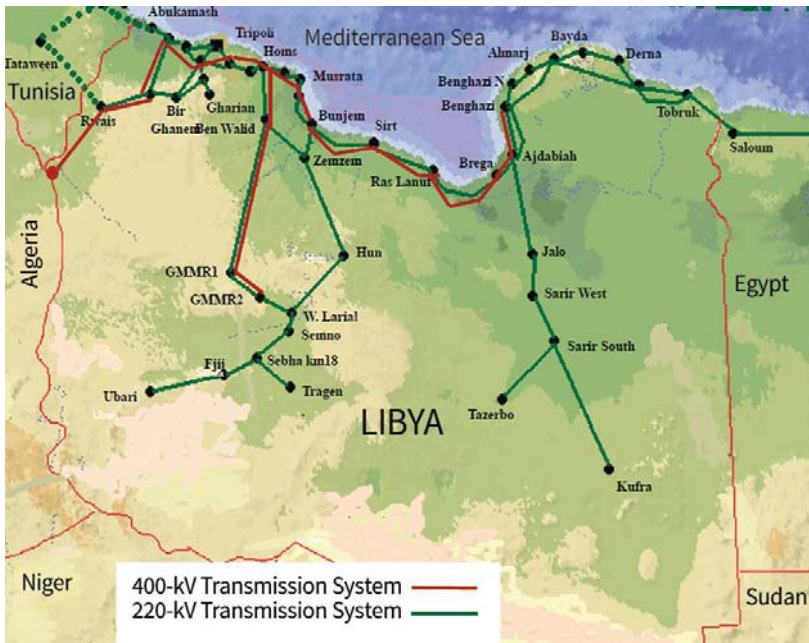 Abukamash
Tripoli
Mediterranean Sea
Bayda
Homs
Almarj
Derna
Tataween
Musrata
Benghazi N
Tunisia
Gharian
Benghazi
Rwais
Bir
Ghanem
Ben Walid
Bunjem
Sirt
Tobruk
Zemzem
Brega
Ajdabiah
Saloum
Ras Lanuf
Algeria
Hun
Jalo
GMMR1
Egypt
GMMR2
Sarir West
W. Larial
Semno
Sarir South
Fjij
Sebha km18
Ubari
Tragen
Tazerbo
LIBYA
Kufra
Niger
400-kV Transmission System
220-kV Transmission System
Sudan